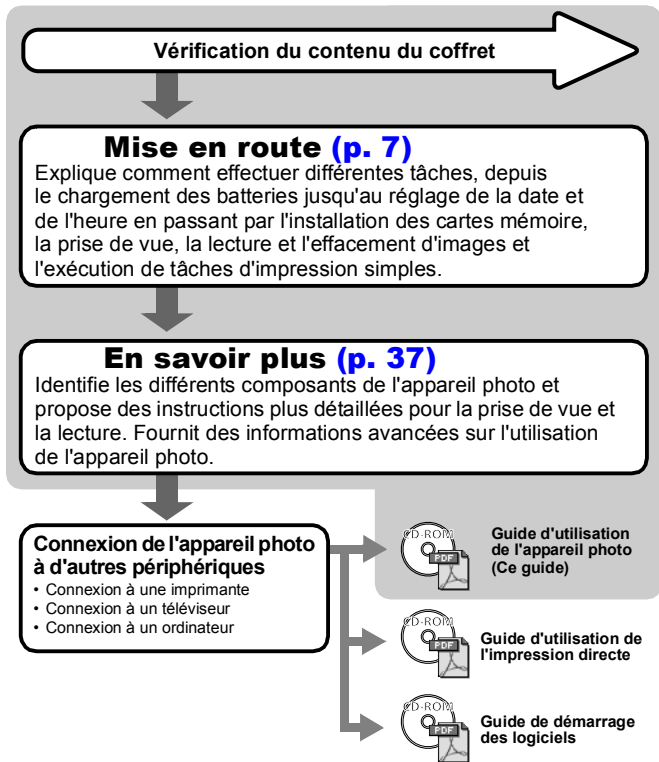 Vérification du contenu du coffret
Mise en route (p. 7)
Explique comment effectuer différentes tâches, depuis
le chargement des batteries jusqu'au réglage de la date et
de l'heure en passant par l'installation des cartes mémoire,
la prise de vue, la lecture et l'effacement d'images et
l'exécution de tâches d'impression simples.
En savoir plus (p. 37)
Identifie les différents composants de l'appareil photo et
propose des instructions plus détaillées pour la prise de vue et
la lecture. Fournit des informations avancées sur l'utilisation
de l'appareil photo.
Connexion de l'appareil photo
à d'autres périphériques
• Connexion à une imprimante
• Connexion à un téléviseur
• Connexion à un ordinateur
CD-ROM
PDF
Guide d'utilisation
de l'appareil photo
(Ce guide)
CD-ROM
PDF
Guide d'utilisation de
l'impression directe
CD-ROM
PDF
Guide de démarrage
des logiciels